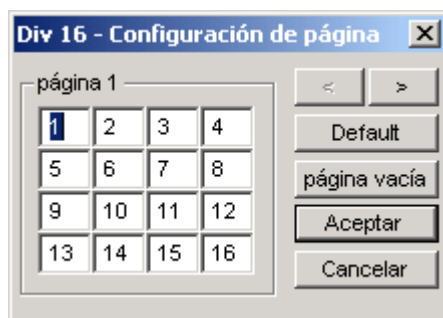 Div 16 - Configuración de página
página 1
1 2 3 4
5 6 7 8
9 10 11 12
13 14 15 16
< >
Default
página vacía
Aceptar
Cancelar